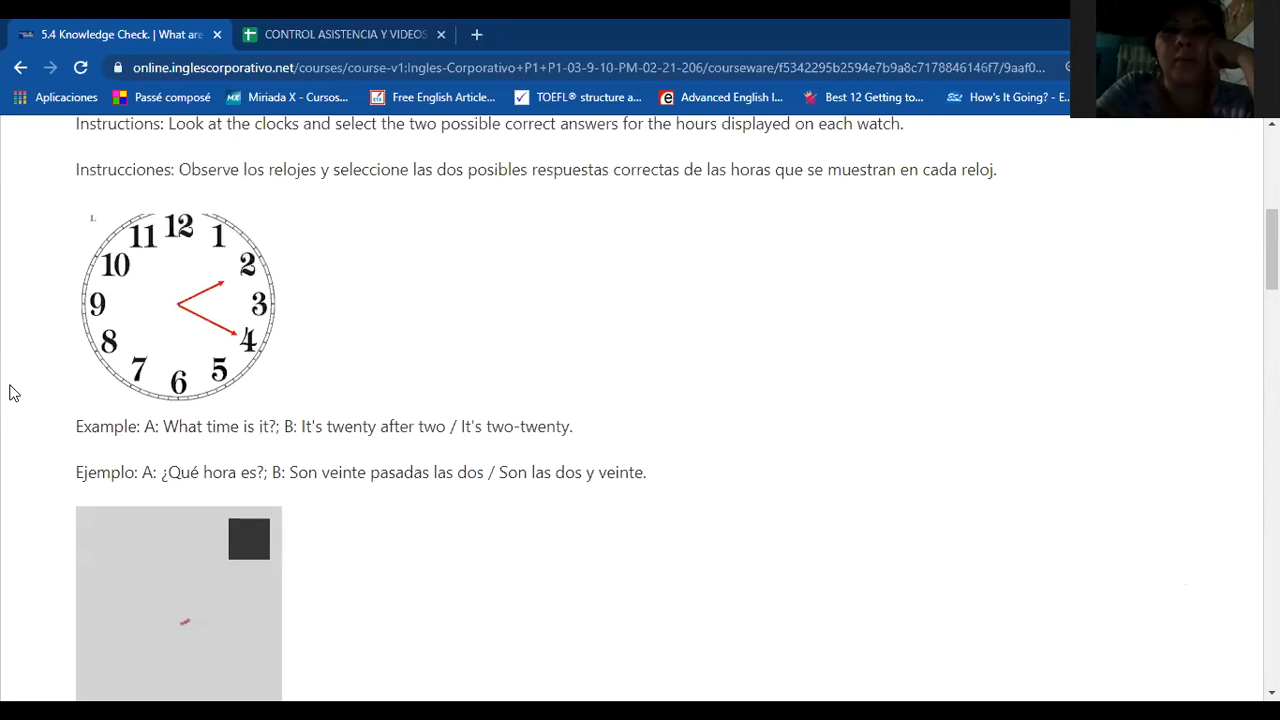 5.4 Knowledge Check. | What are
CONTROL ASISTENCIA Y VIDEOS
online.inglescorporativo.net/courses/course-v1:Ingles-Corporativo+P1+P1-03-9-10-PM-02-21-206/courseware/f5342295b2594e7b9a8c7178846146f7/9aaf0...
Aplicaciones Passé composé Miriada X - Cursos... Free English Article... TOEFL® structure a... Advanced English I... Best 12 Getting to... How's It Going? - E...
Instructions: Look at the clocks and select the two possible correct answers for the hours displayed on each watch.
Instrucciones: Observe los relojes y seleccione las dos posibles respuestas correctas de las horas que se muestran en cada reloj.
1.
12
11 1
10 2
9 3
8 4
7 5
6
Example: A: What time is it?; B: It's twenty after two / It's two-twenty.
Ejemplo: A: ¿Qué hora es?; B: Son veinte pasadas las dos / Son las dos y veinte.